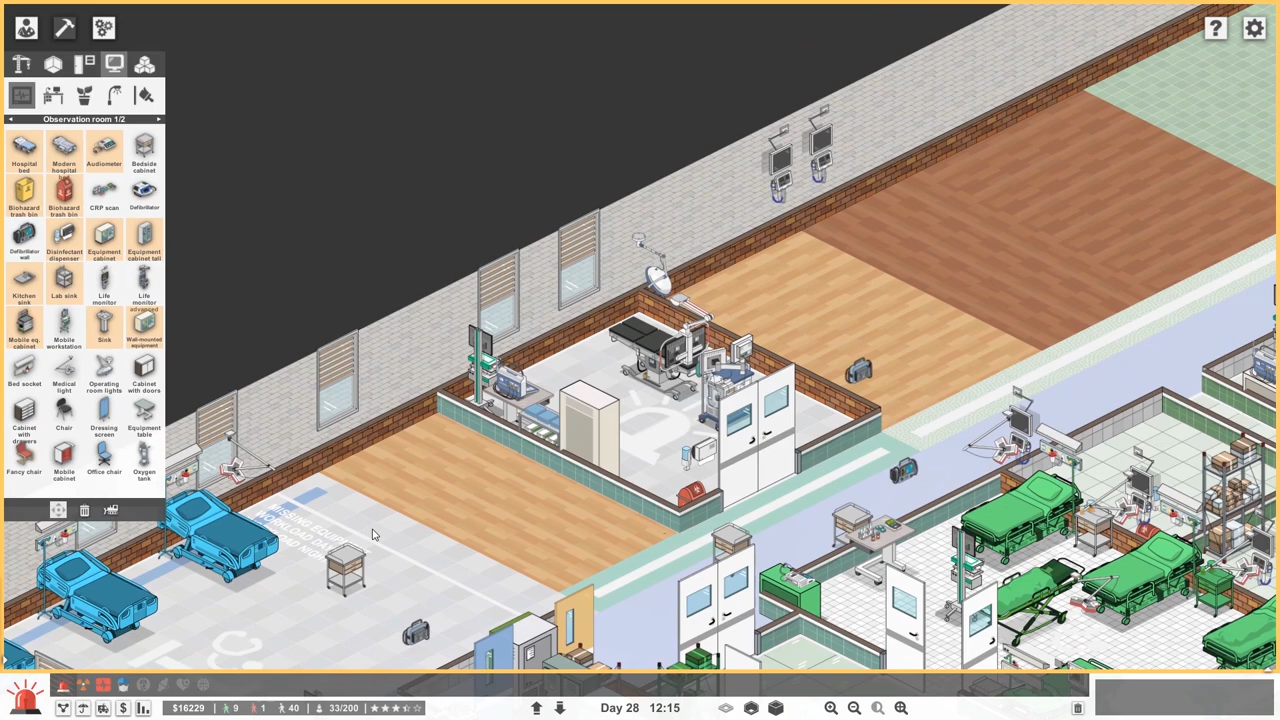 ?
Observation room 1/2
Hospital bed
Modern hospital
Audiometer
Bedside cabinet
Biohazard trash bin
Biohazard trash bin
CRP scan
Defibrillator
Defibrillator wall
Disinfectant dispenser
Equipment cabinet
Equipment cabinet tall
Kitchen sink
Lab sink
Life monitor
Life monitor advanced
Mobile eq. cabinet
Mobile workstation
Sink
Wall-mounted equipment
Bed socket
Medical light
Operating room lights
Cabinet with doors
Cabinet with drawers
Chair
Dressing screen
Equipment table
Fancy chair
Mobile cabinet
Office chair
Oxygen tank
MISSING EQUIP
WORKLOAD DA
$16229
9
1
40
33/200
Day 28 12:15